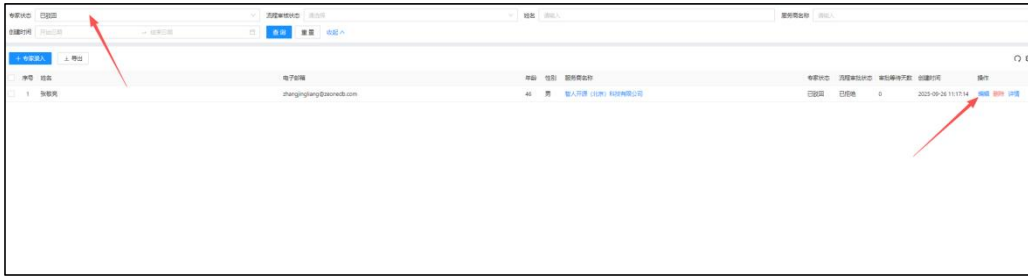 专家状态 已驳回 流程审核状态 请选择 姓名 请输入 服务商名称 请输入
创建时间 开始日期 → 结束日期 查询 重置 收起
+ 专家录入 导出
序号 姓名 电子邮箱 年龄 性别 服务商名称 专家状态 流程审批状态 审批等待天数 创建时间 操作
1 张敬亮 zhangjingliang@zeonedb.com 46 男 智人开源（北京）科技有限公司 已驳回 已拒绝 0 2025-09-26 11:17:14 编辑 删除 详情